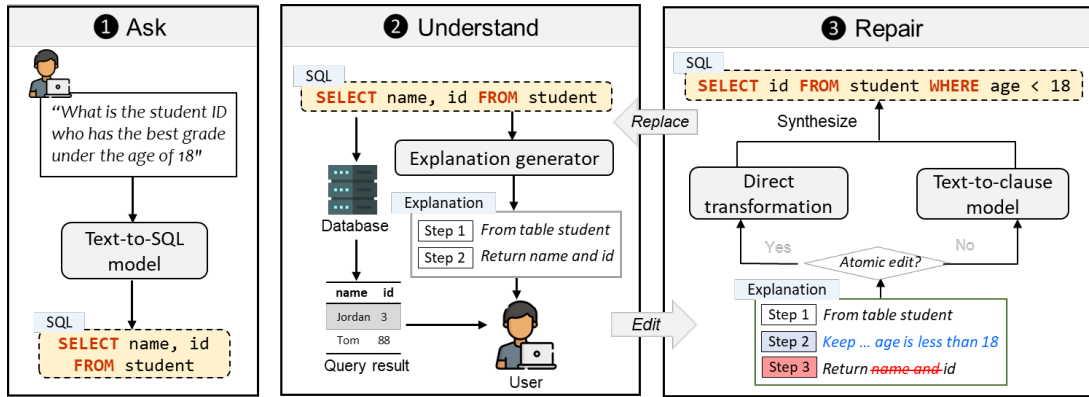 ❶ Ask
"What is the student ID
who has the best grade
under the age of 18"
Text-to-SQL
model
SQL
SELECT name, id
FROM student
❷ Understand
SQL
SELECT name, id FROM student
Explanation generator
Database
Explanation
Step 1 From table student
Step 2 Return name and id
name id
Jordan 3
Tom 88
Query result
User
Replace
Edit
❸ Repair
SQL
SELECT id FROM student WHERE age < 18
Synthesize
Direct
transformation
Text-to-clause
model
Yes
No
Atomic edit?
Explanation
Step 1 From table student
Step 2 Keep ... age is less than 18
Step 3 Return name and id